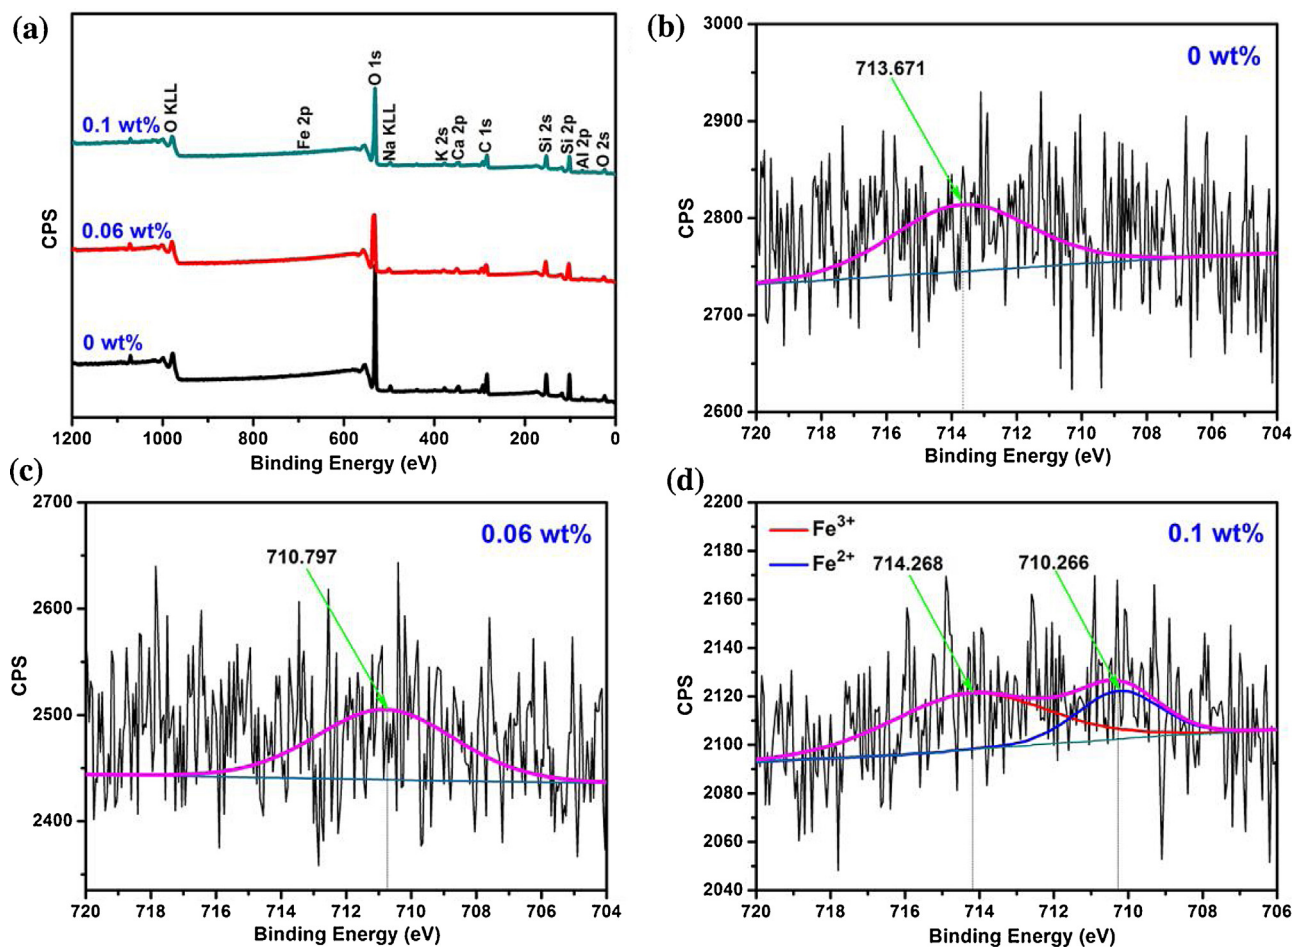 (a)
0.1 wt%
O KLL
Fe 2p
O 1s
Na KLL
K 2s
Ca 2p
C 1s
Si 2s
Si 2p
Al 2p
O 2s
0.06 wt%
0 wt%
CPS
1200 1000 800 600 400 200 0
Binding Energy (eV)
(b)
0 wt%
713.671
3000
2900
2800
2700
2600
CPS
720 718 716 714 712 710 708 706 704
Binding Energy (eV)
(c)
0.06 wt%
710.797
2700
2600
2500
2400
CPS
720 718 716 714 712 710 708 706 704
Binding Energy (eV)
(d)
Fe3+
Fe2+
0.1 wt%
714.268
710.266
2200
2180
2160
2140
2120
2100
2080
2060
2040
CPS
720 718 716 714 712 710 708 706
Binding Energy (eV)